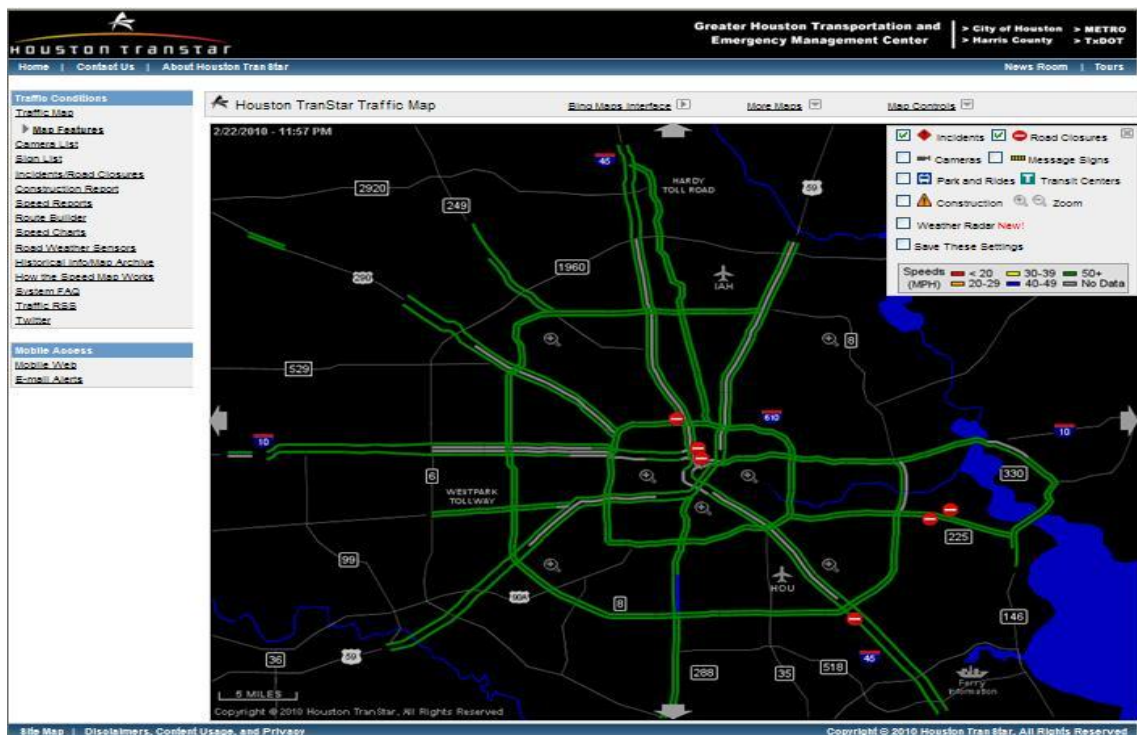 HOUSTON TRANSTAR
Greater Houston Transportation and
Emergency Management Center
> City of Houston > METRO
> Harris County > TxDOT
Home | Contact Us | About Houston TranStar
News Room | Tours
Traffic Conditions
Traffic Map
Map Features
Camera List
Sign List
Incidents/Road Closures
Construction Report
Speed Reports
Route Builder
Speed Charts
Road Weather Sensors
Historical Info/Map Archive
How the Speed Map Works
System FAQ
Traffic RSS
Twitter
Mobile Access
Mobile Web
E-mail Alerts
Houston TranStar Traffic Map
Bing Maps Interface
More Maps
Map Controls
2/22/2010 - 11:57 PM
Incidents Road Closures
Cameras Message Signs
Park and Rides T Transit Centers
Construction Zoom
Weather Radar New!
Save These Settings
Speeds < 20 30-39 50+
(MPH) 20-29 40-49 No Data
45
HARDY
TOLL ROAD
59
2920
249
290
1960
IAH
8
529
610
10
10
6
330
WESTPARK
TOLLWAY
225
99
HOU
90A
8
146
36
59
288
35
518
45
Ferry
Information
5 MILES
Copyright © 2010 Houston TranStar, All Rights Reserved
Site Map | Disclaimers, Content Usage, and Privacy
Copyright © 2010 Houston TranStar, All Rights Reserved